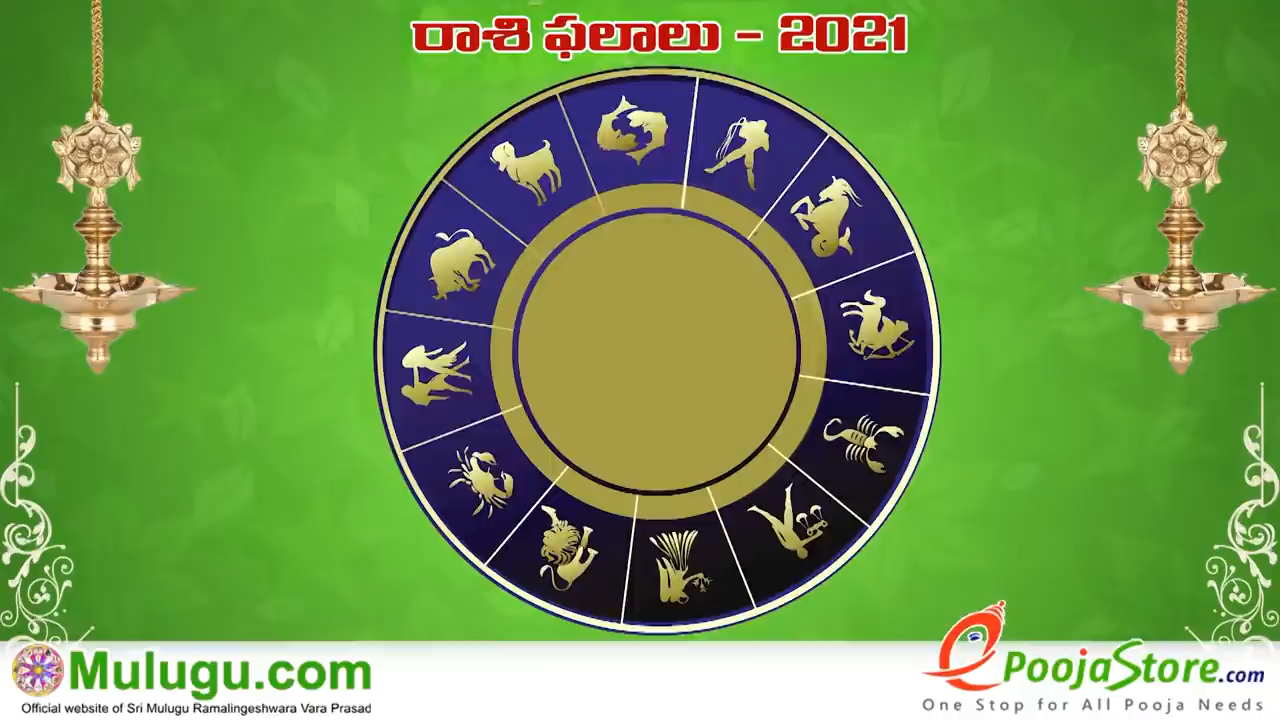 రాశి ఫలాలు - 2021
Mulugu.com
Official website of Sri Mulugu Ramalingeshwara Vara Prasad
ePoojaStore.com
One Stop for All Pooja Needs